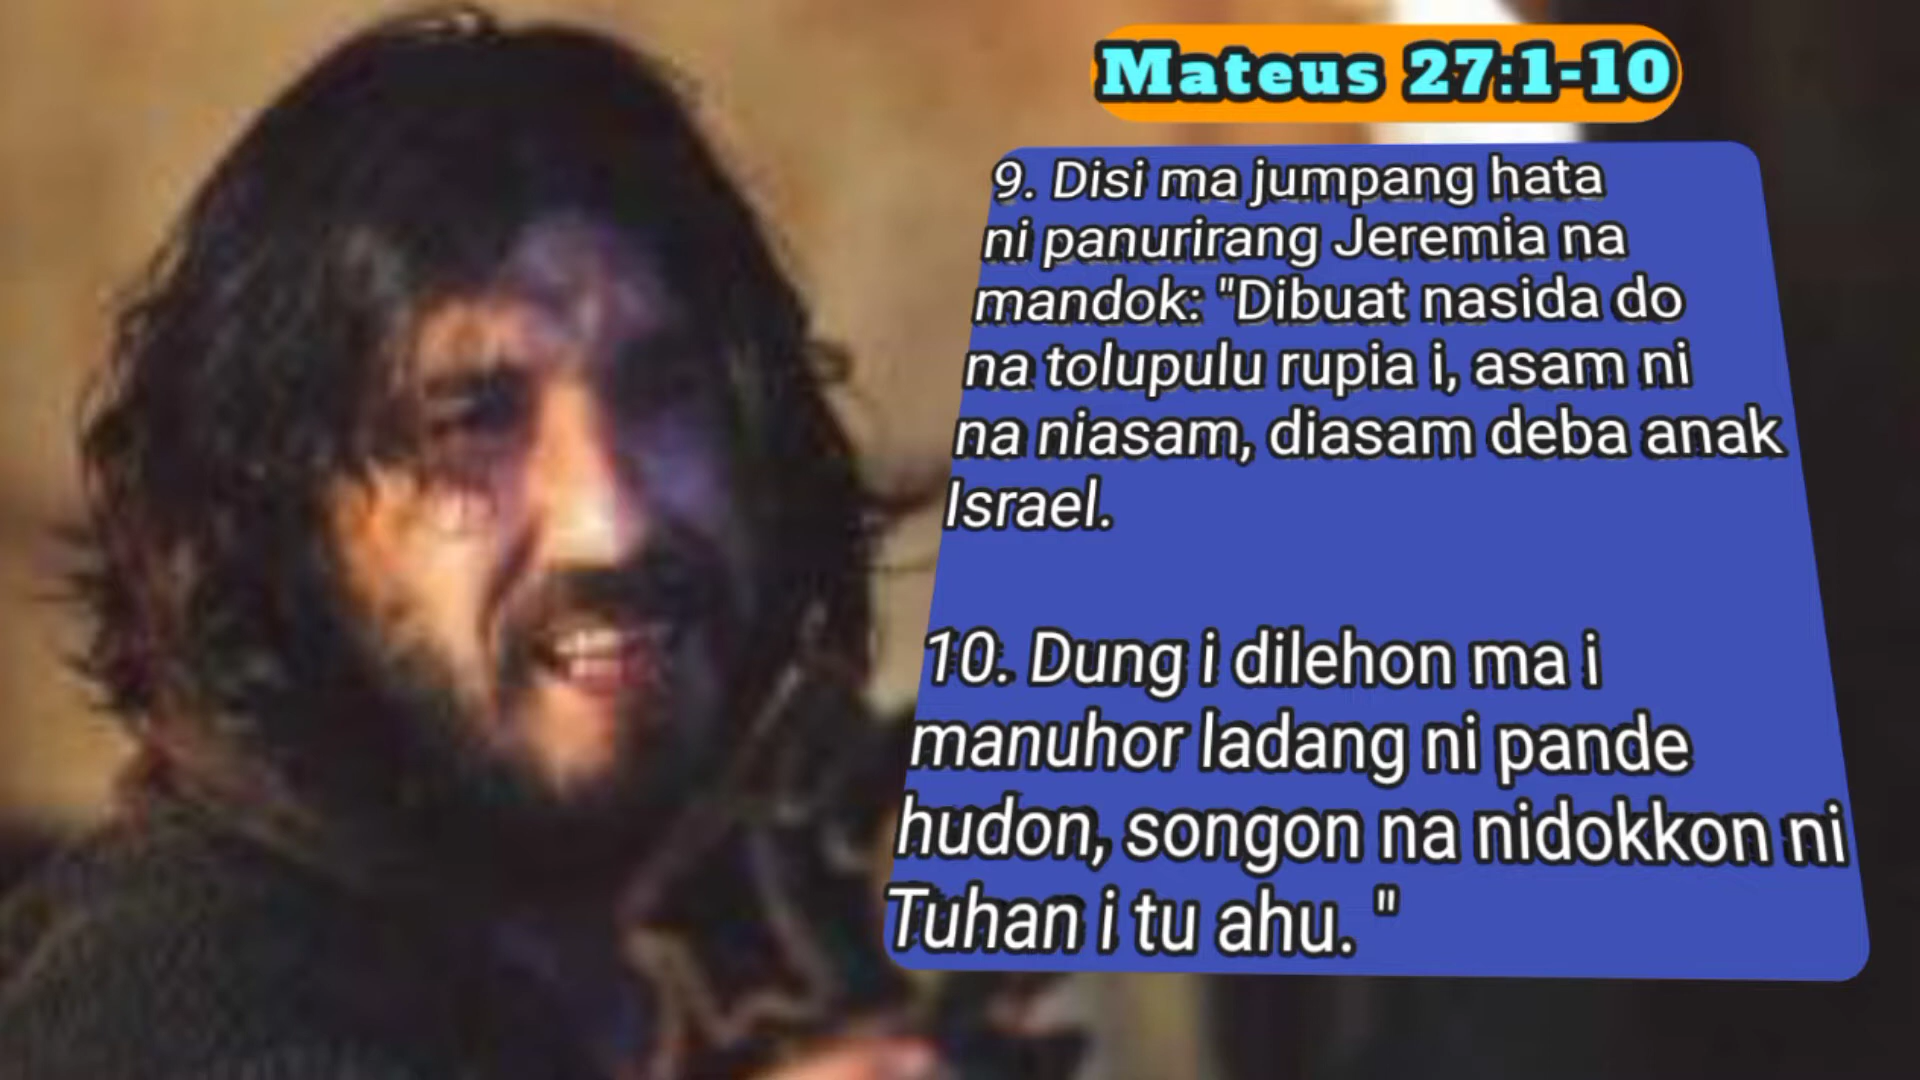 Mateus 27:1-10
9. Disi ma jumpang hata
ni panurirang Jeremia na
mandok: "Dibuat nasida do
na tolupulu rupia i, asam ni
na niasam, diasam deba anak
Israel.
10. Dung i dilehon ma i
manuhor ladang ni pande
hudon, songon na nidokkon ni
Tuhan i tu ahu. "